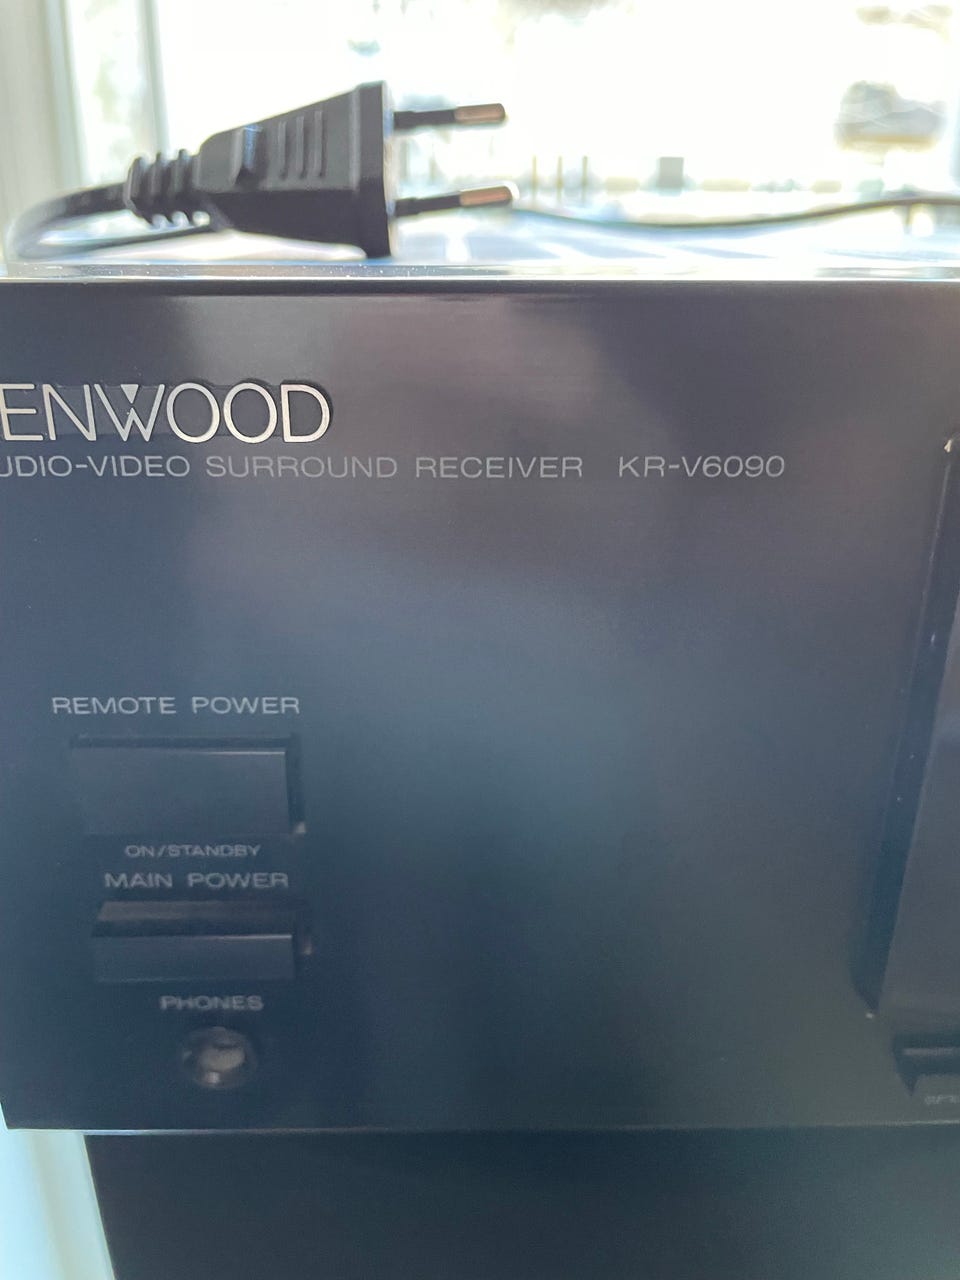 ENWOOD
UDIO-VIDEO SURROUND RECEIVER KR-V6090
REMOTE POWER
ON/STANDBY
MAIN POWER
PHONES